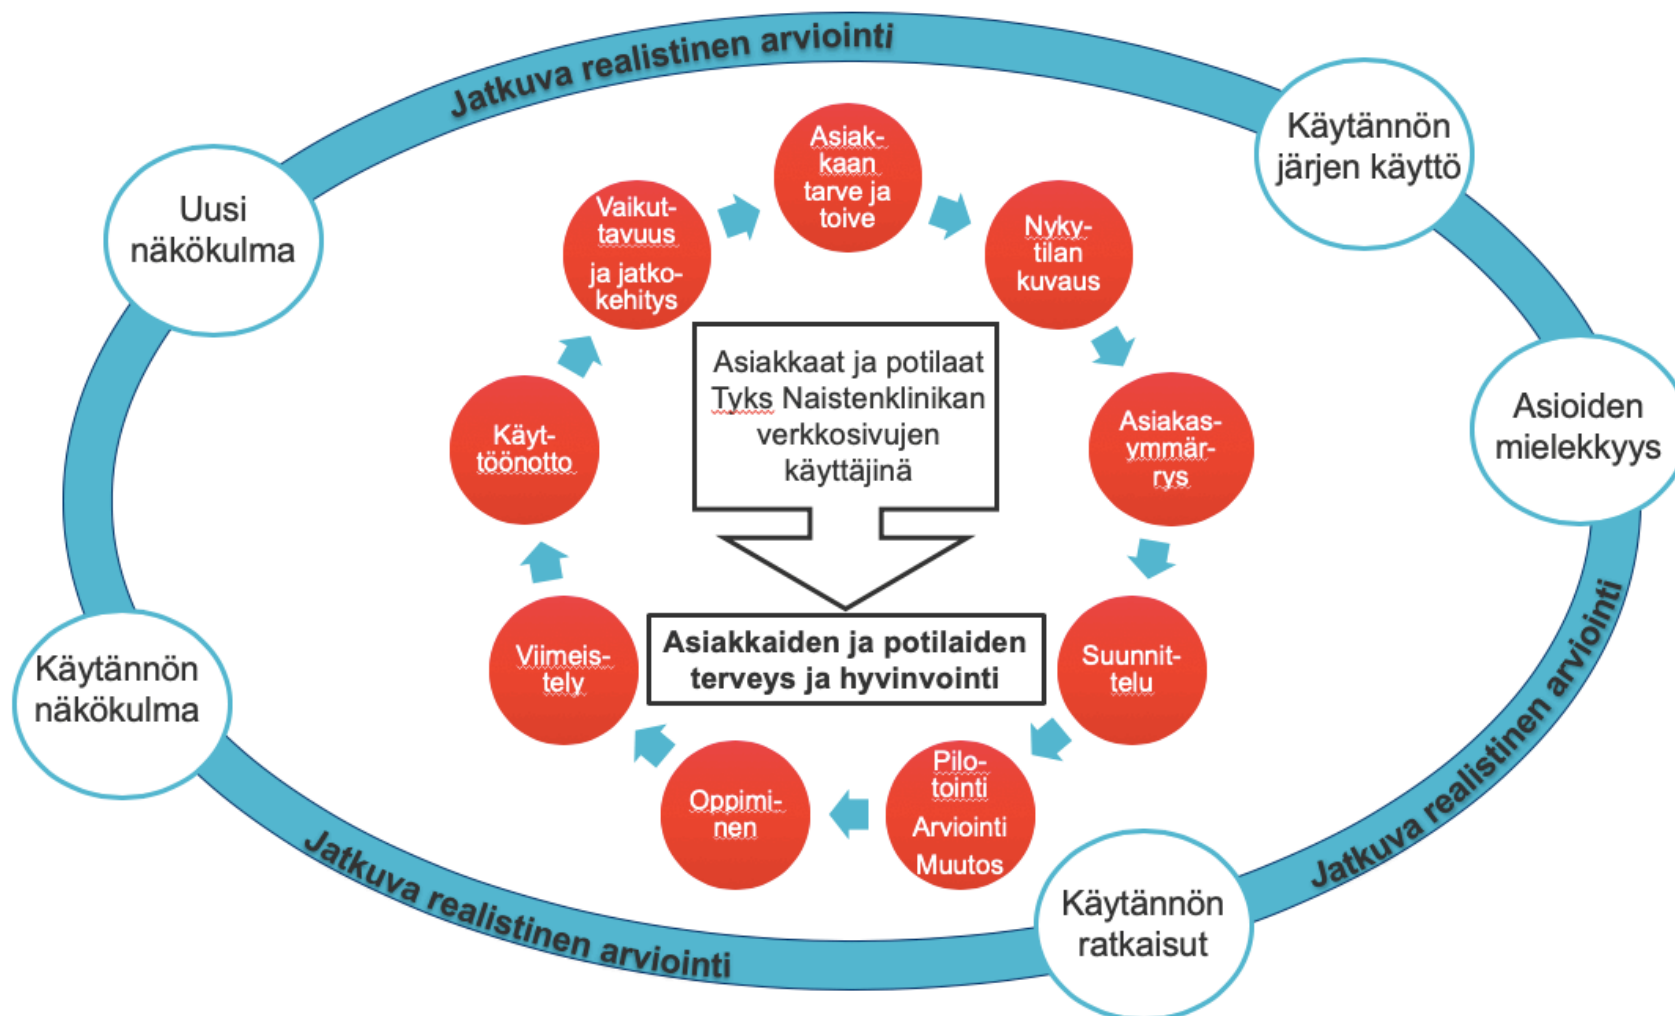 Jatkuva realistinen arviointi
Käytännön
järjen käyttö
Uusi
näkökulma
Asioiden
mielekkyys
Käytännön
näkökulma
Käytännön
ratkaisut
Jatkuva realistinen arviointi
Jatkuva realistinen arviointi
Asiak-
kaan
tarve ja
toive
Nyky-
tilan
kuvaus
Asiakas-
ymmär-
rys
Suunnit-
telu
Pilo-
tointi
Arviointi
Muutos
Oppimi-
nen
Viimeis-
tely
Käyt-
töönotto
Vaikut-
tavuus
ja jatko-
kehitys
Asiakkaat ja potilaat
Tyks Naistenklinikan
verkkosivujen
käyttäjinä
Asiakkaiden ja potilaiden
terveys ja hyvinvointi